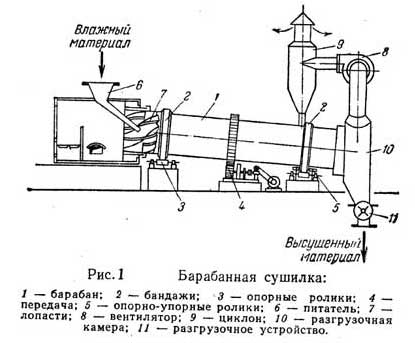 Влажный
материал
6
7
2
1
9
8
2
10
3
4
5
11
Высушенный
материал
Рис.1 Барабанная сушилка:
1 — барабан; 2 — бандажи; 3 — опорные ролики; 4 —
передача; 5 — опорно-упорные ролики; 6 — питатель; 7 —
лопасти; 8 — вентилятор; 9 — циклон; 10 — разгрузочная
камера; 11 — разгрузочное устройство.